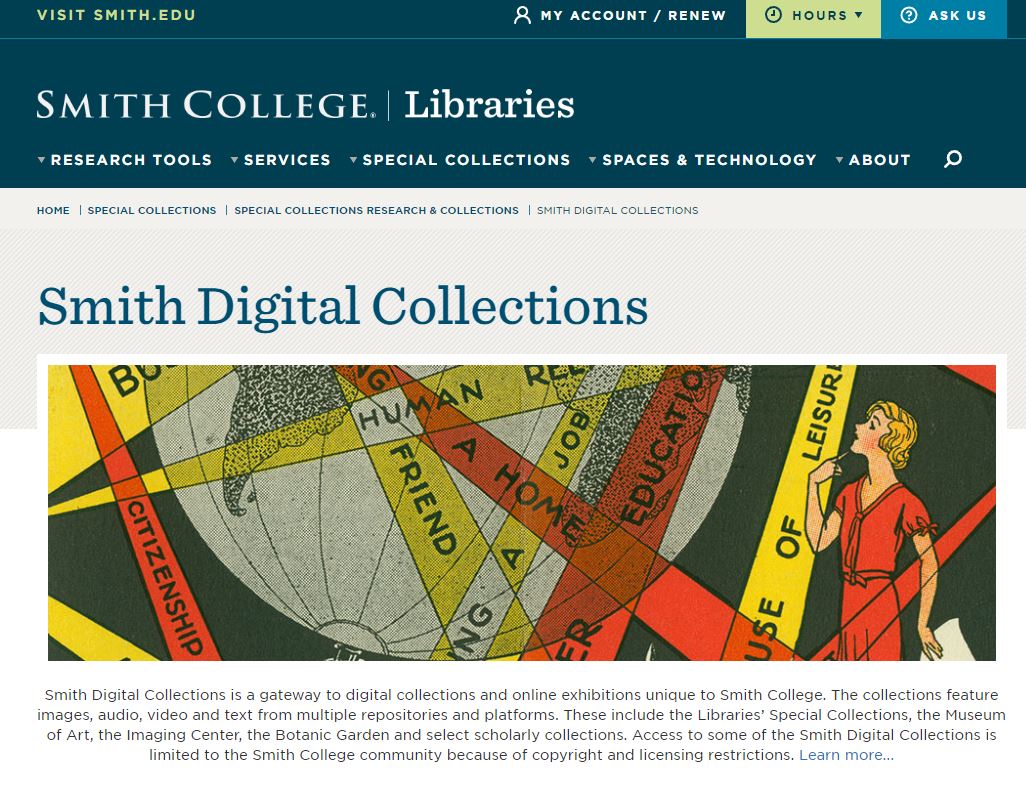 VISIT SMITH.EDU
MY ACCOUNT / RENEW
HOURS
ASK US
SMITH COLLEGE® | Libraries
RESEARCH TOOLS
SERVICES
SPECIAL COLLECTIONS
SPACES & TECHNOLOGY
ABOUT
HOME | SPECIAL COLLECTIONS | SPECIAL COLLECTIONS RESEARCH & COLLECTIONS | SMITH DIGITAL COLLECTIONS
Smith Digital Collections
CITIZENSHIP
HUMAN
FRIEND
A HOME
A
JOB
EDUCATIO
USE OF LEISUR
NG
ER
NG
Smith Digital Collections is a gateway to digital collections and online exhibitions unique to Smith College. The collections feature
images, audio, video and text from multiple repositories and platforms. These include the Libraries’ Special Collections, the Museum
of Art, the Imaging Center, the Botanic Garden and select scholarly collections. Access to some of the Smith Digital Collections is
limited to the Smith College community because of copyright and licensing restrictions. Learn more...